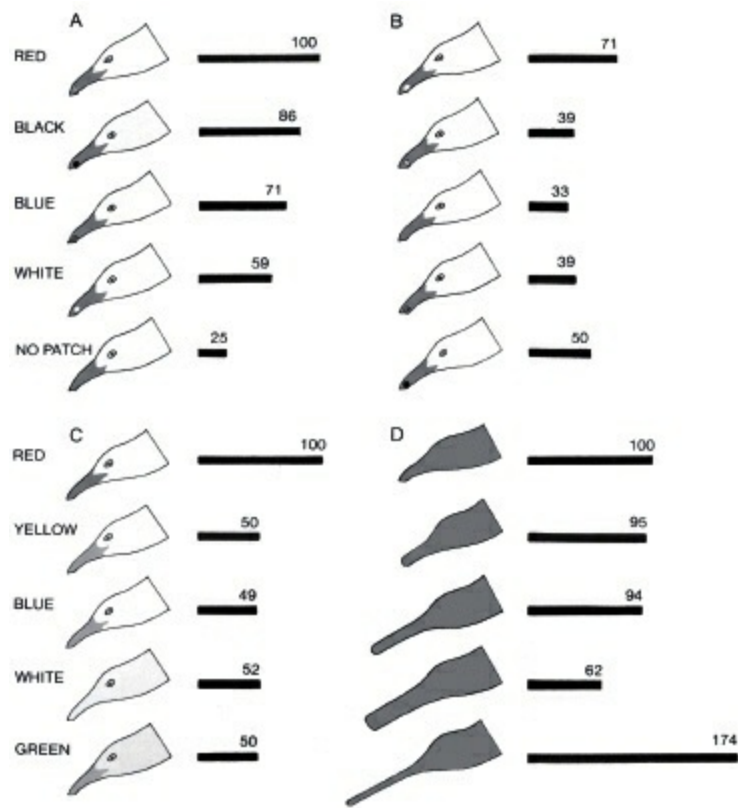 A
B
RED 100 71
BLACK 86 39
BLUE 71 33
WHITE 59 39
NO PATCH 25 50
C
D
RED 100 100
YELLOW 50 95
BLUE 49 94
WHITE 52 62
GREEN 50 174